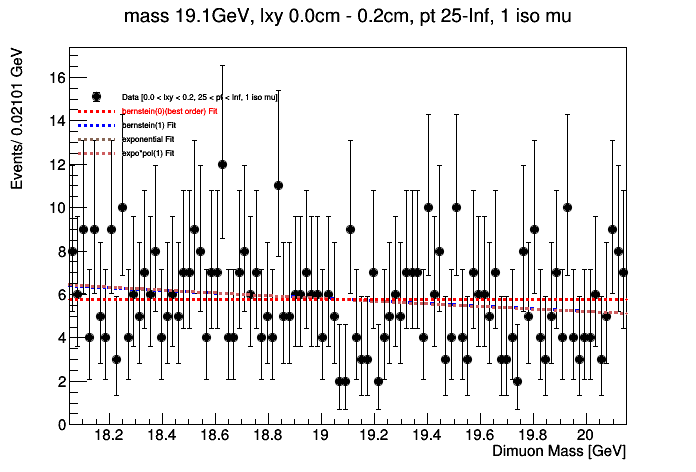 mass 19.1GeV, lxy 0.0cm - 0.2cm, pt 25-Inf, 1 iso mu
Events/ 0.02101 GeV
16
14
12
10
8
6
4
2
0
Data [0.0 < lxy < 0.2, 25 < pt < Inf, 1 iso mu]
bernstein(0)(best order) Fit
bernstein(1) Fit
exponential Fit
expo*pol(1) Fit
18.2 18.4 18.6 18.8 19 19.2 19.4 19.6 19.8 20
Dimuon Mass [GeV]